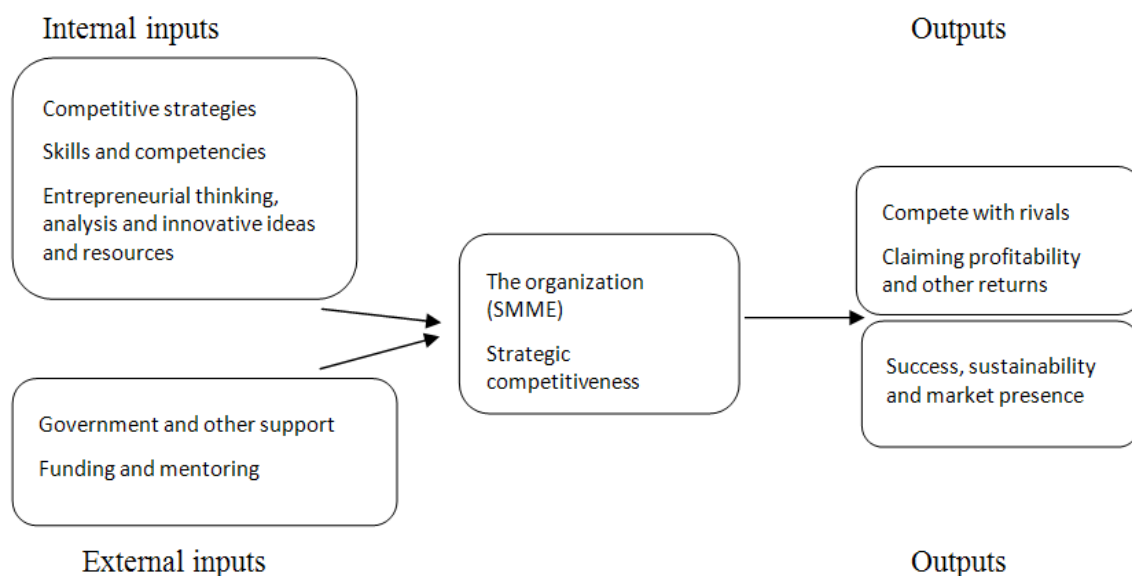 Internal inputs
Outputs
Competitive strategies
Skills and competencies
Entrepreneurial thinking,
analysis and innovative ideas
and resources
Compete with rivals
Claiming profitability
and other returns
The organization
(SMME)
Strategic
competitiveness
Success, sustainability
and market presence
Government and other support
Funding and mentoring
External inputs
Outputs